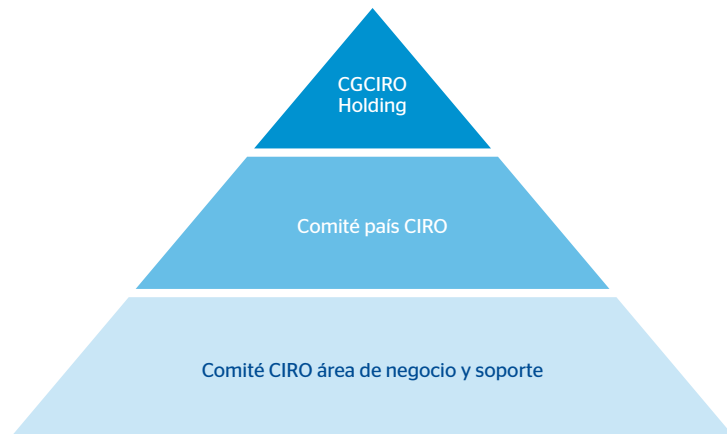 CGCIRO
Holding
Comité país CIRO
Comité CIRO área de negocio y soporte